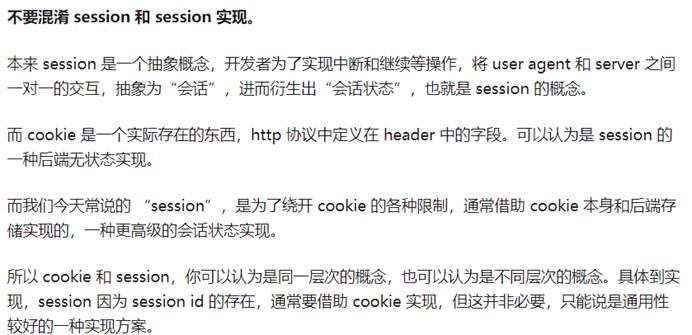 不要混淆 session 和 session 实现。
本来 session 是一个抽象概念，开发者为了实现中断和继续等操作，将 user agent 和 server 之间
一对一的交互，抽象为“会话”，进而衍生出“会话状态”，也就是 session 的概念。
而 cookie 是一个实际存在的东西，http 协议中定义在 header 中的字段。可以认为是 session 的
一种后端无状态实现。
而我们今天常说的 “session”，是为了绕开 cookie 的各种限制，通常借助 cookie 本身和后端存
储实现的，一种更高级的会话状态实现。
所以 cookie 和 session，你可以认为是同一层次的概念，也可以认为是不同层次的概念。具体到实
现，session 因为 session id 的存在，通常要借助 cookie 实现，但这并非必要，只能说是通用性
较好的一种实现方案。